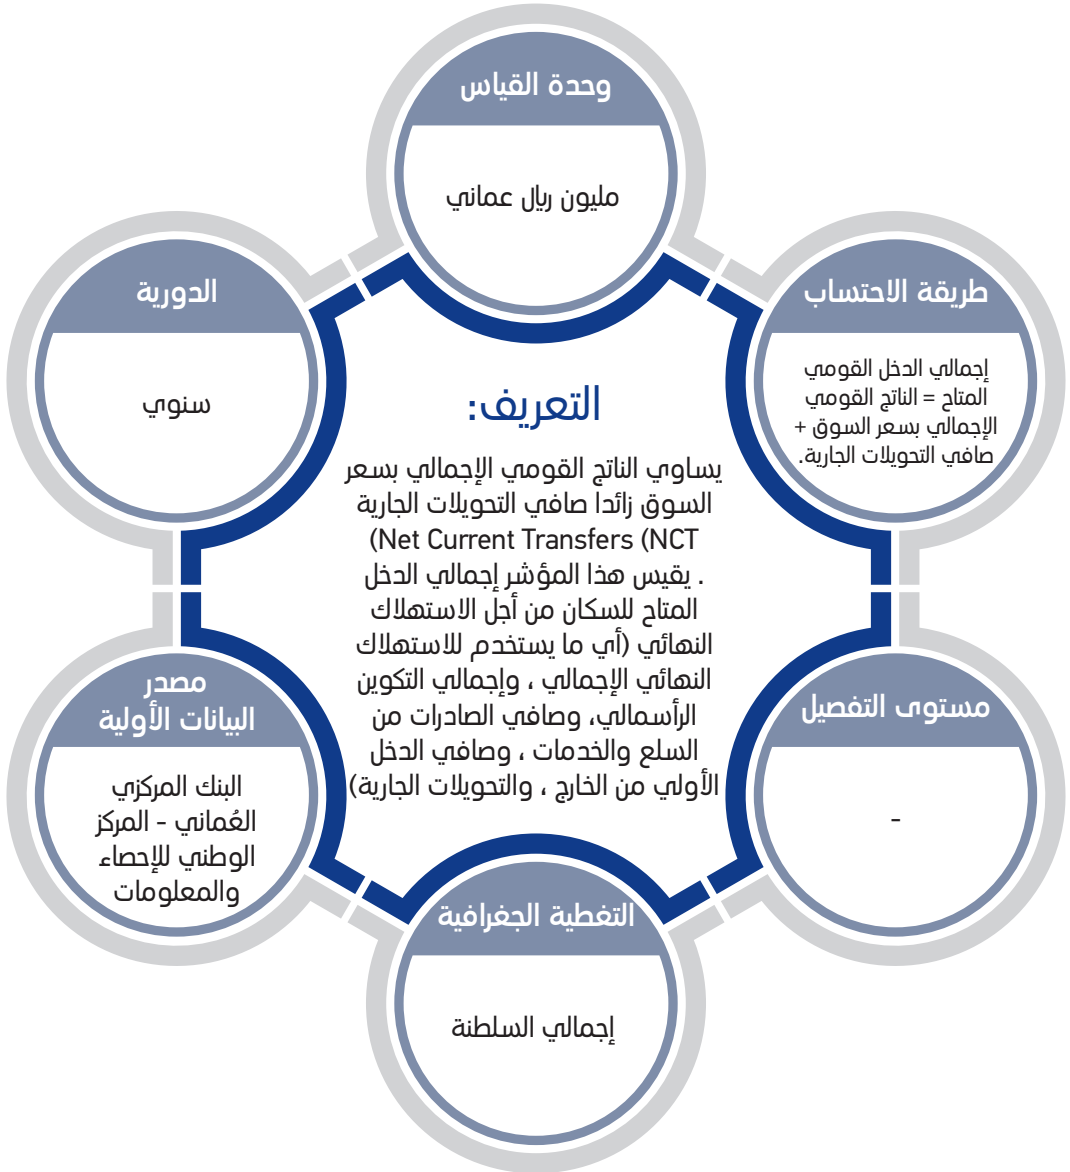 وحدة القياس
مليون ريال عماني
طريقة الاحتساب
إجمالي الدخل القومي
المتاح = الناتج القومي
الإجمالي بسعر السوق +
صافي التحويلات الجارية.
الدورية
سنوي
التعريف:
يساوي الناتج القومي الإجمالي بسعر
السوق زائدا صافي التحويلات الجارية
(Net Current Transfers (NCT
. يقيس هذا المؤشر إجمالي الدخل
المتاح للسكان من أجل الاستهلاك
النهائي (أي ما يستخدم للاستهلاك
النهائي الإجمالي ، وإجمالي التكوين
الرأسمالي، وصافي الصادرات من
السلع والخدمات ، وصافي الدخل
الأولي من الخارج ، والتحويلات الجارية)
مستوى التفصيل
-
مصدر
البيانات الأولية
البنك المركزي
العُماني - المركز
الوطني للإحصاء
والمعلومات
التغطية الجغرافية
إجمالي السلطنة